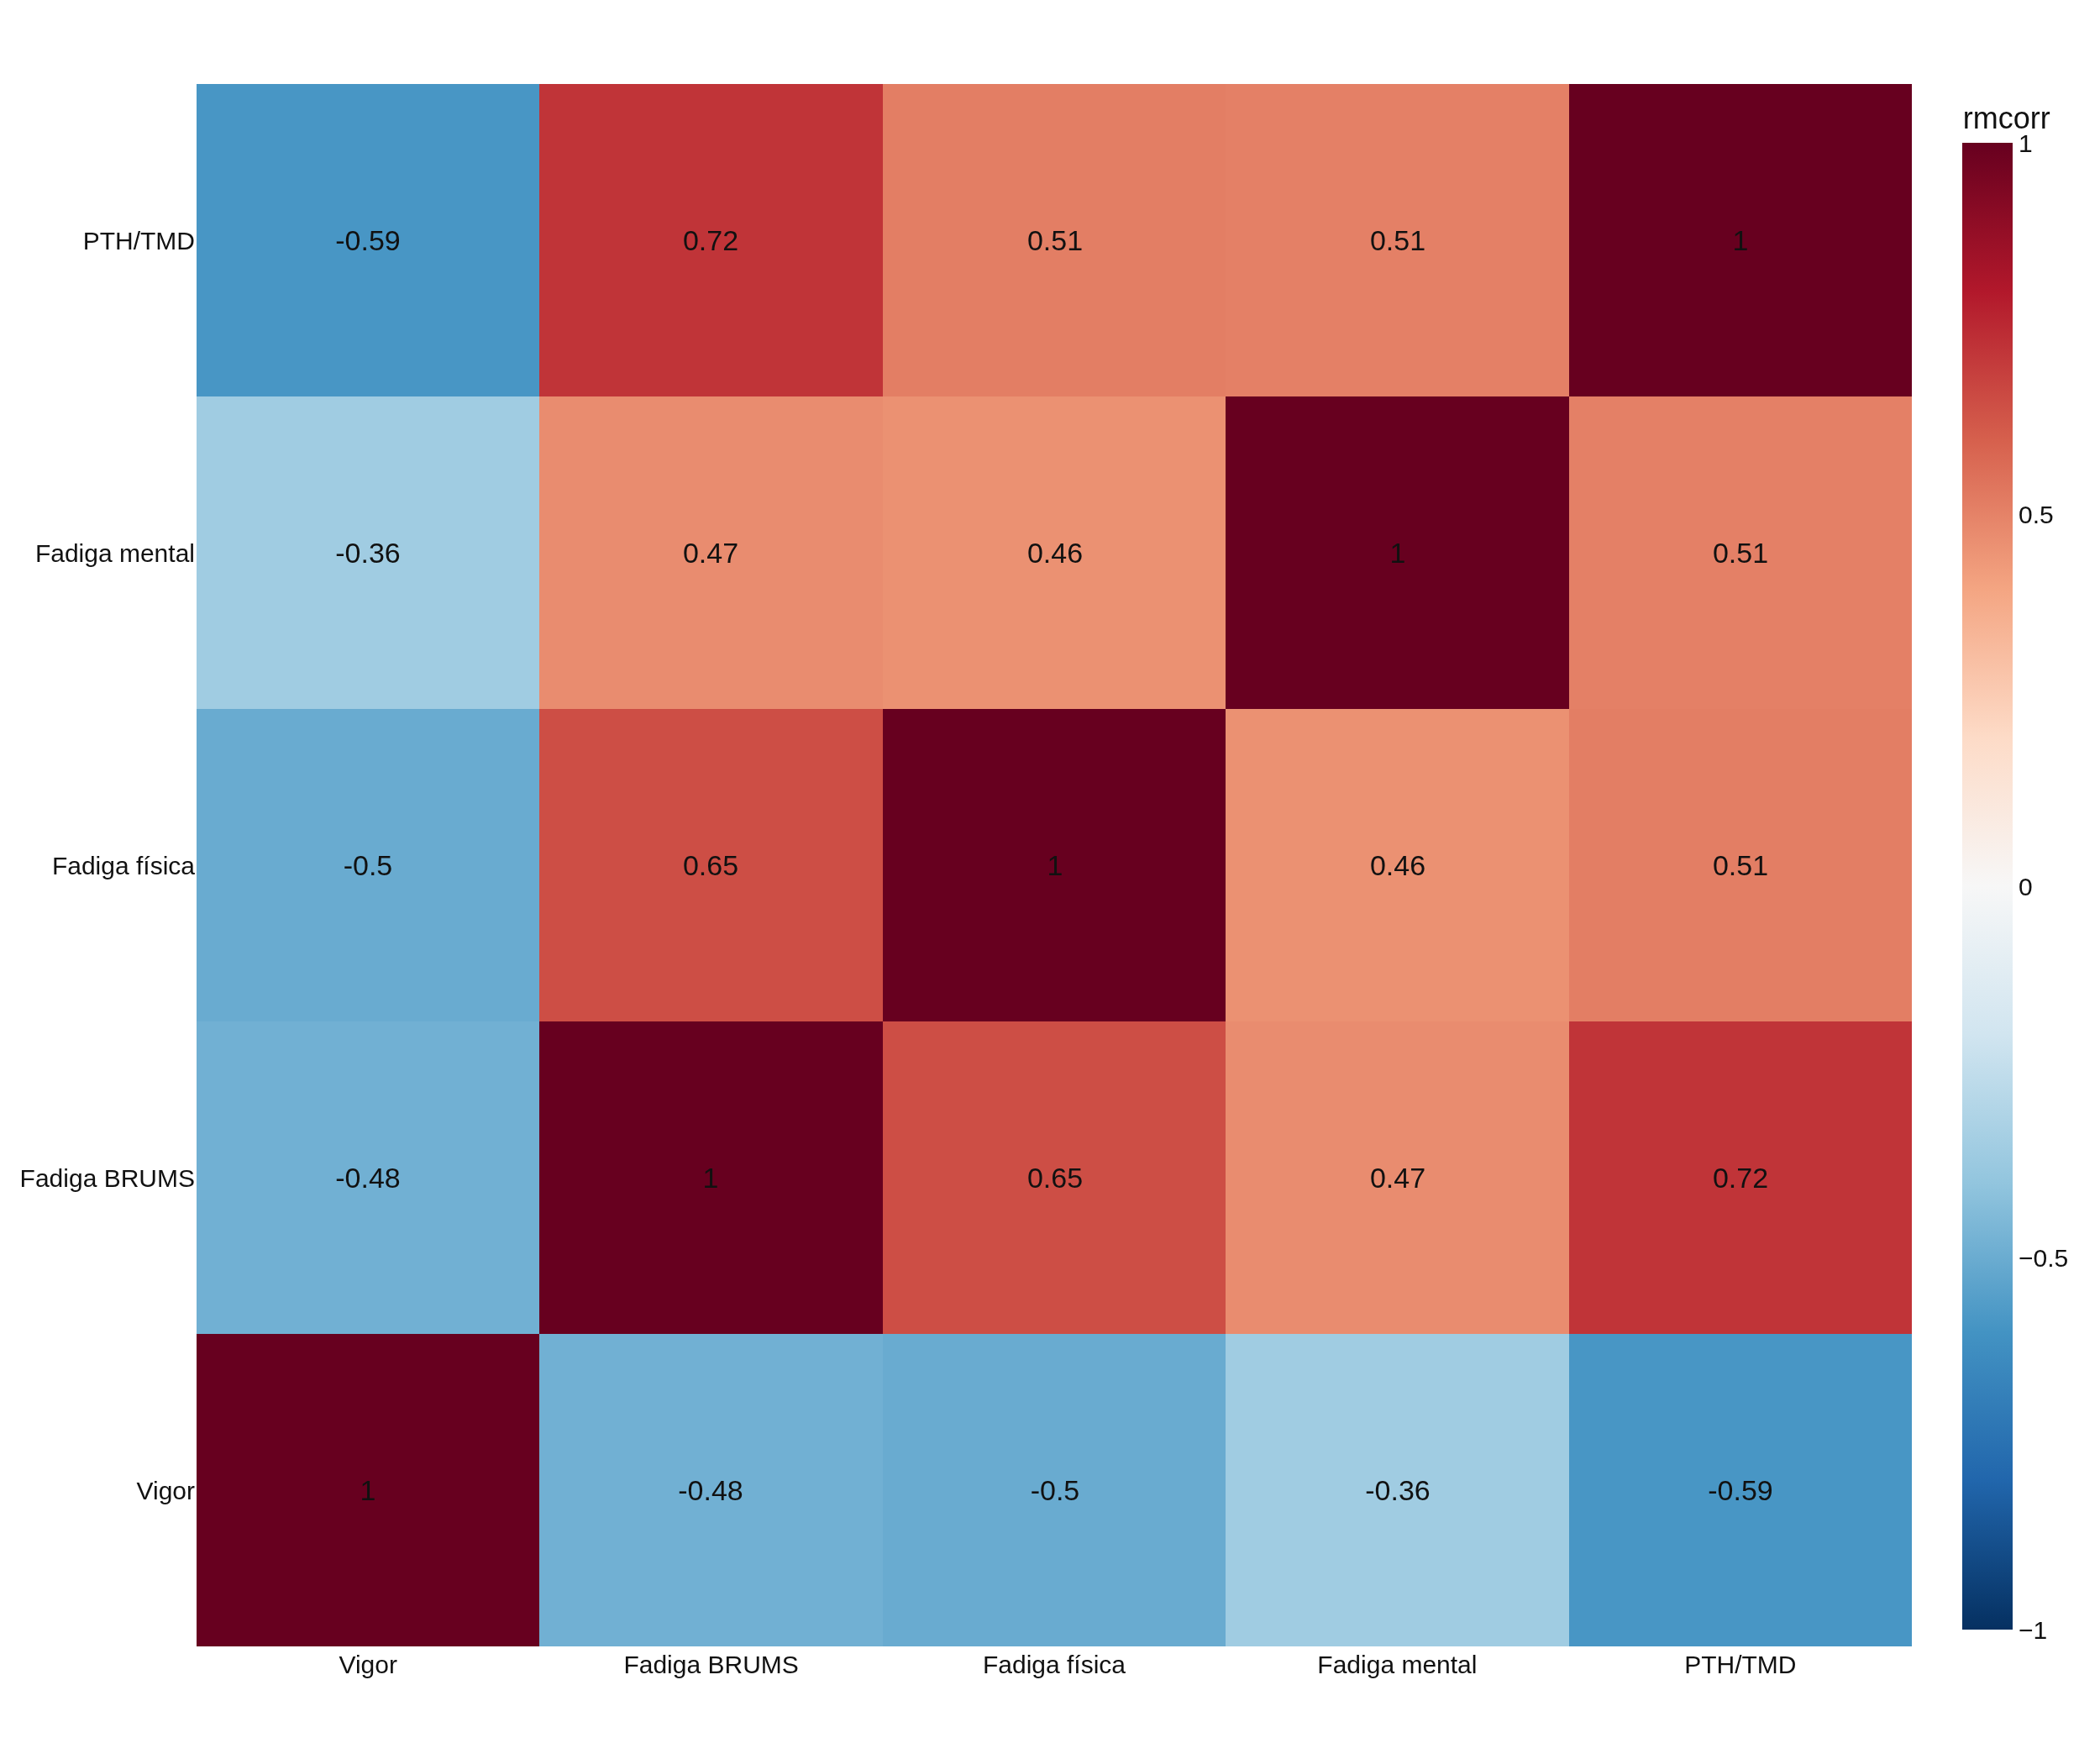 rmcorr
1
PTH/TMD -0.59 0.72 0.51 0.51 1
0.5
Fadiga mental -0.36 0.47 0.46 1 0.51
Fadiga física -0.5 0.65 1 0.46 0.51
0
Fadiga BRUMS -0.48 1 0.65 0.47 0.72
−0.5
Vigor 1 -0.48 -0.5 -0.36 -0.59
−1
Vigor Fadiga BRUMS Fadiga física Fadiga mental PTH/TMD